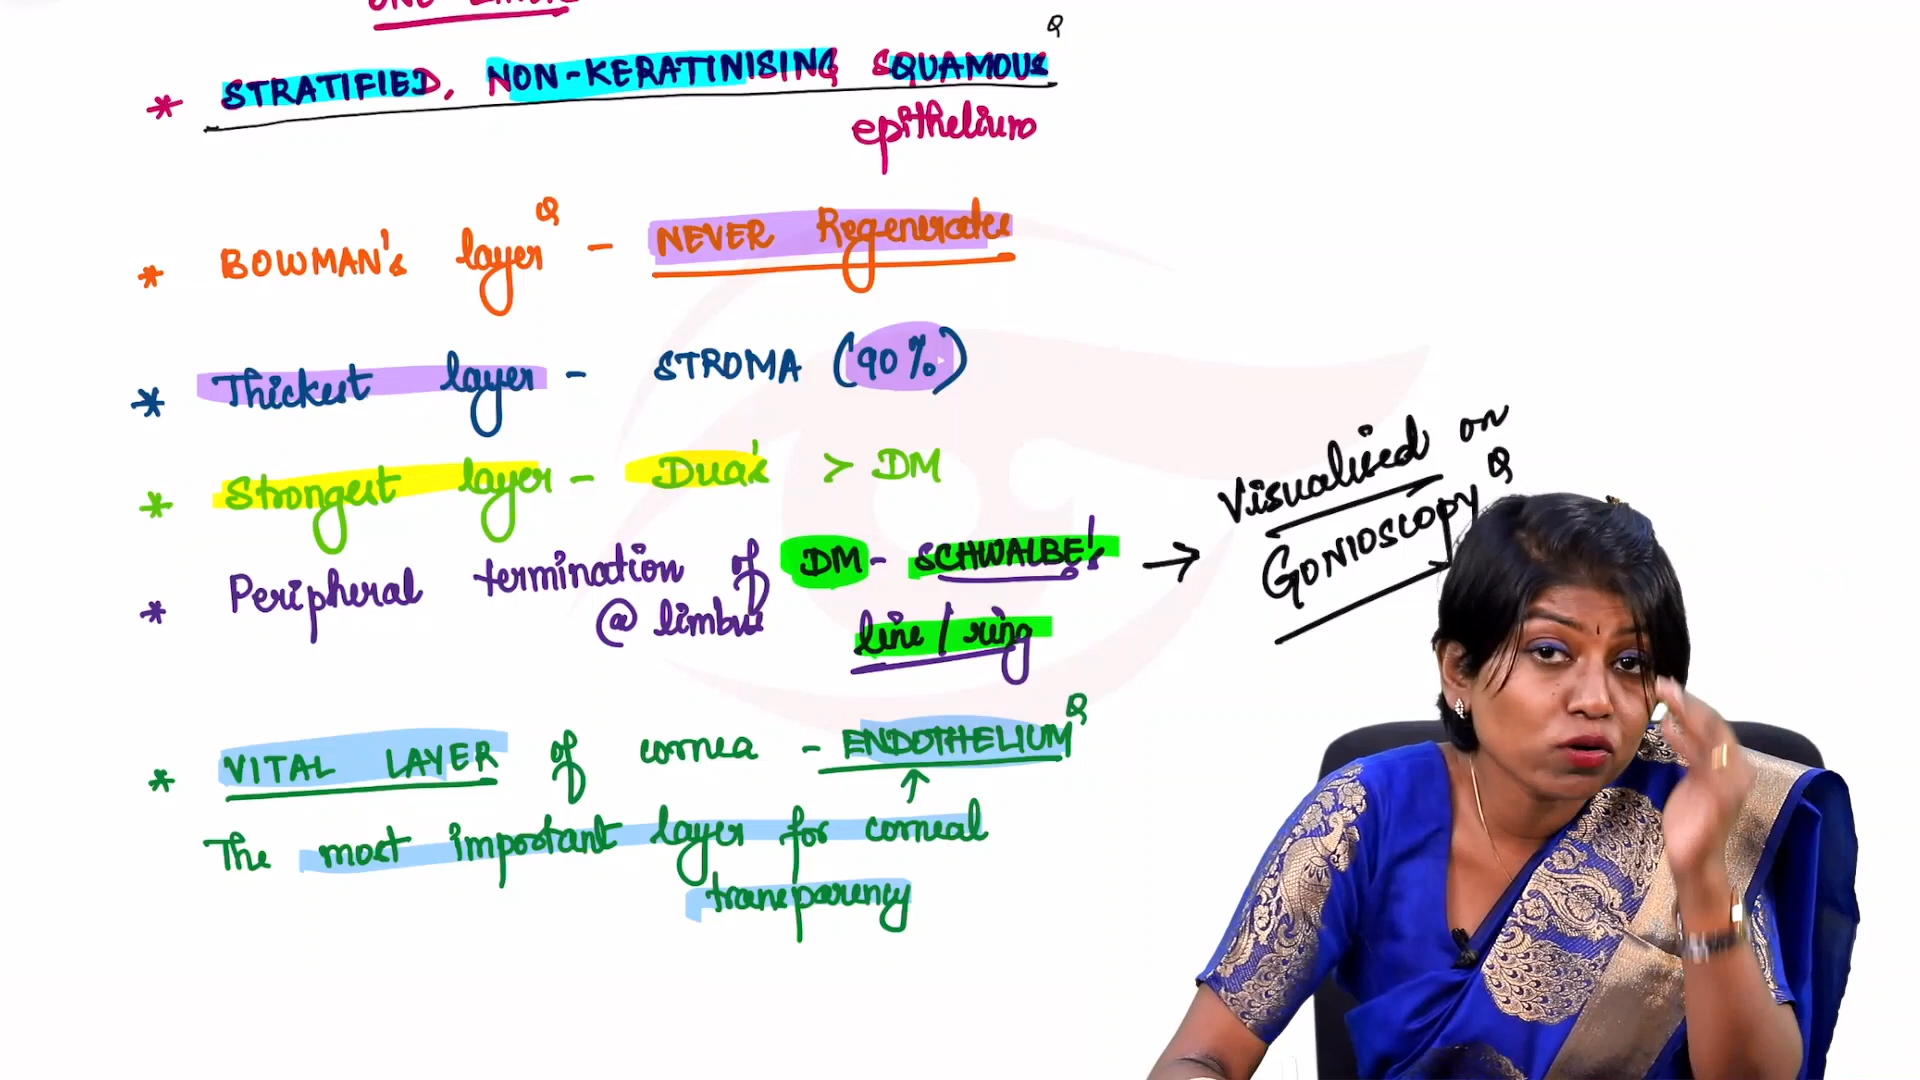 ONE LINER
* STRATIFIED, NON-KERATINISING SQUAMOUS Q
epithelium
* BOWMAN's layer Q - NEVER Regenerates
* Thickest layer - STROMA (90%)
* Strongest layer - Dua's > DM
* Peripheral termination of DM - SCHWALBE's → Visualised on
@ limbus line / ring GONIOSCOPY Q
* VITAL LAYER of cornea - ENDOTHELIUM Q
↑
The most important layer for corneal
transparency